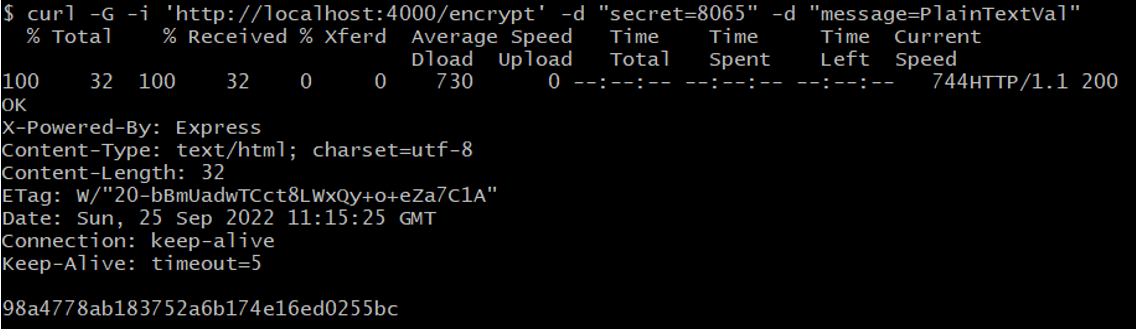 $ curl -G -i 'http://localhost:4000/encrypt' -d "secret=8065" -d "message=PlainTextVal"
  % Total    % Received % Xferd  Average Speed   Time    Time     Time  Current
                                 Dload  Upload   Total   Spent    Left  Speed
100    32  100    32    0     0    730      0 --:--:-- --:--:-- --:--:--   744HTTP/1.1 200
OK
X-Powered-By: Express
Content-Type: text/html; charset=utf-8
Content-Length: 32
ETag: W/"20-bBmUadwTCct8LWxQy+o+eZa7C1A"
Date: Sun, 25 Sep 2022 11:15:25 GMT
Connection: keep-alive
Keep-Alive: timeout=5

98a4778ab183752a6b174e16ed0255bc